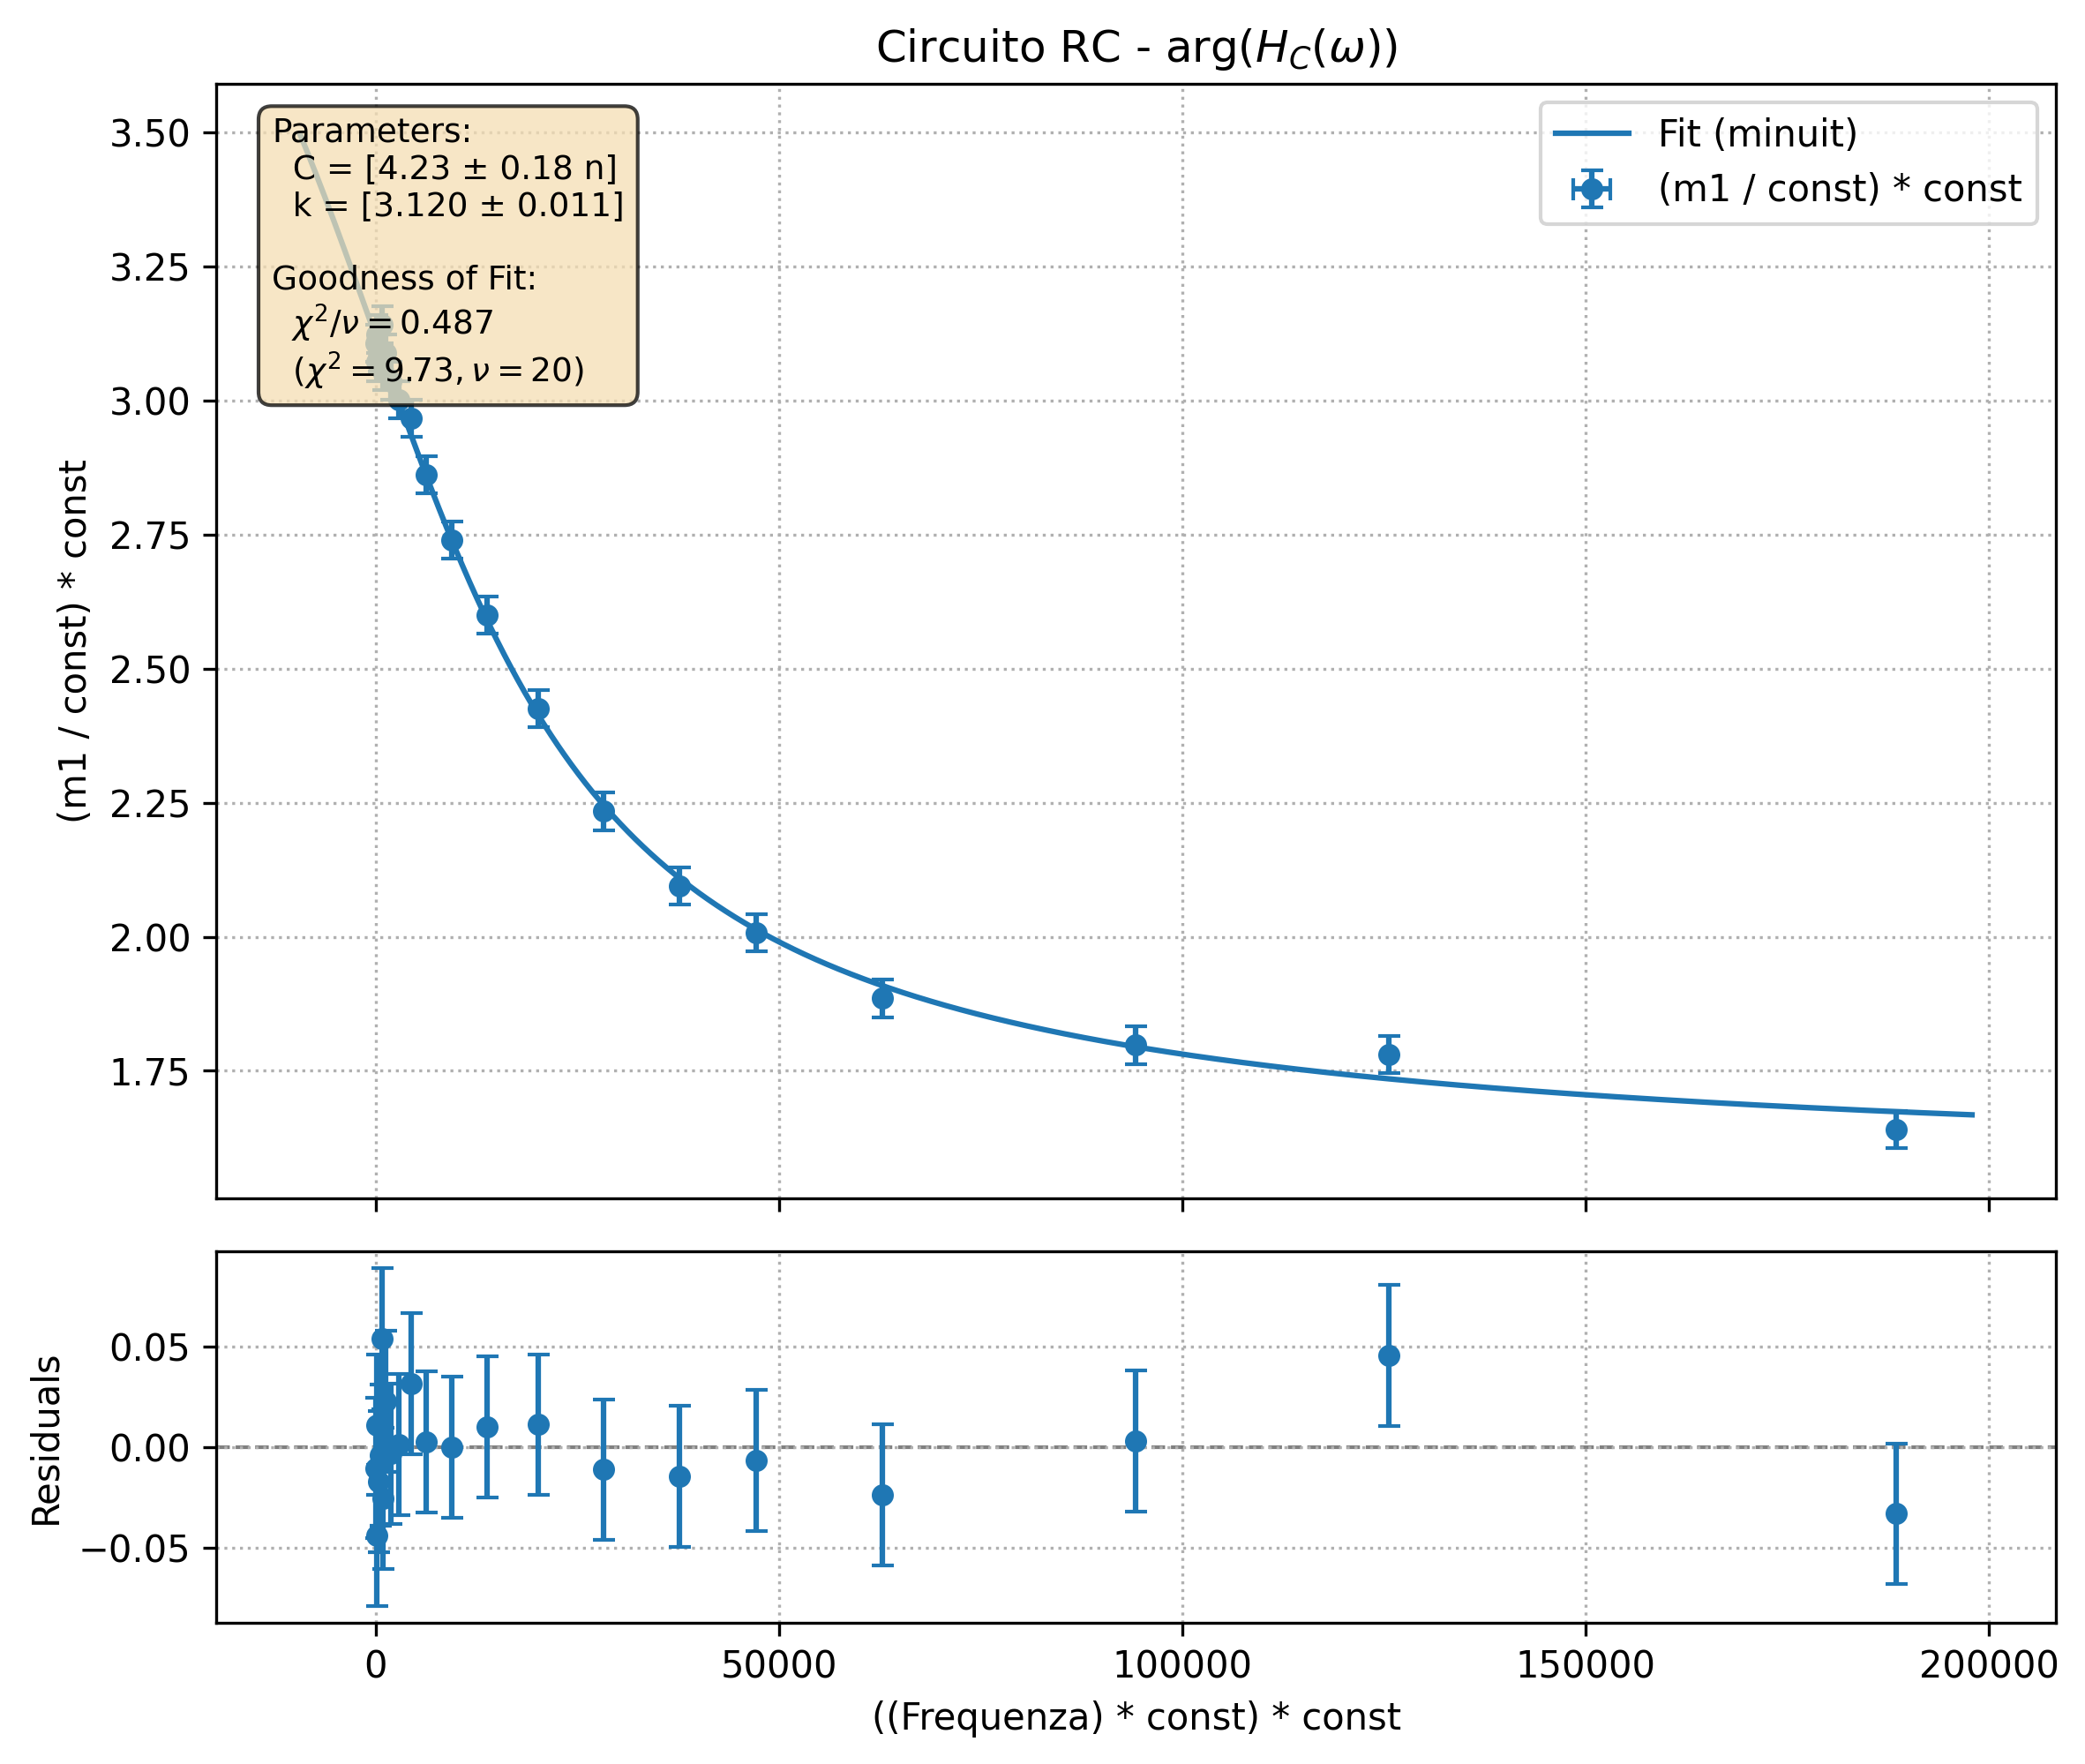 Circuito RC - arg(H_C(ω))
3.50
3.25
3.00
2.75
2.50
2.25
2.00
1.75
(m1 / const) * const
Parameters:
C = [4.23 ± 0.18 n]
k = [3.120 ± 0.011]
Goodness of Fit:
χ²/ν = 0.487
(χ² = 9.73, ν = 20)
Fit (minuit)
(m1 / const) * const
0.05
0.00
−0.05
Residuals
0
50000
100000
150000
200000
((Frequenza) * const) * const